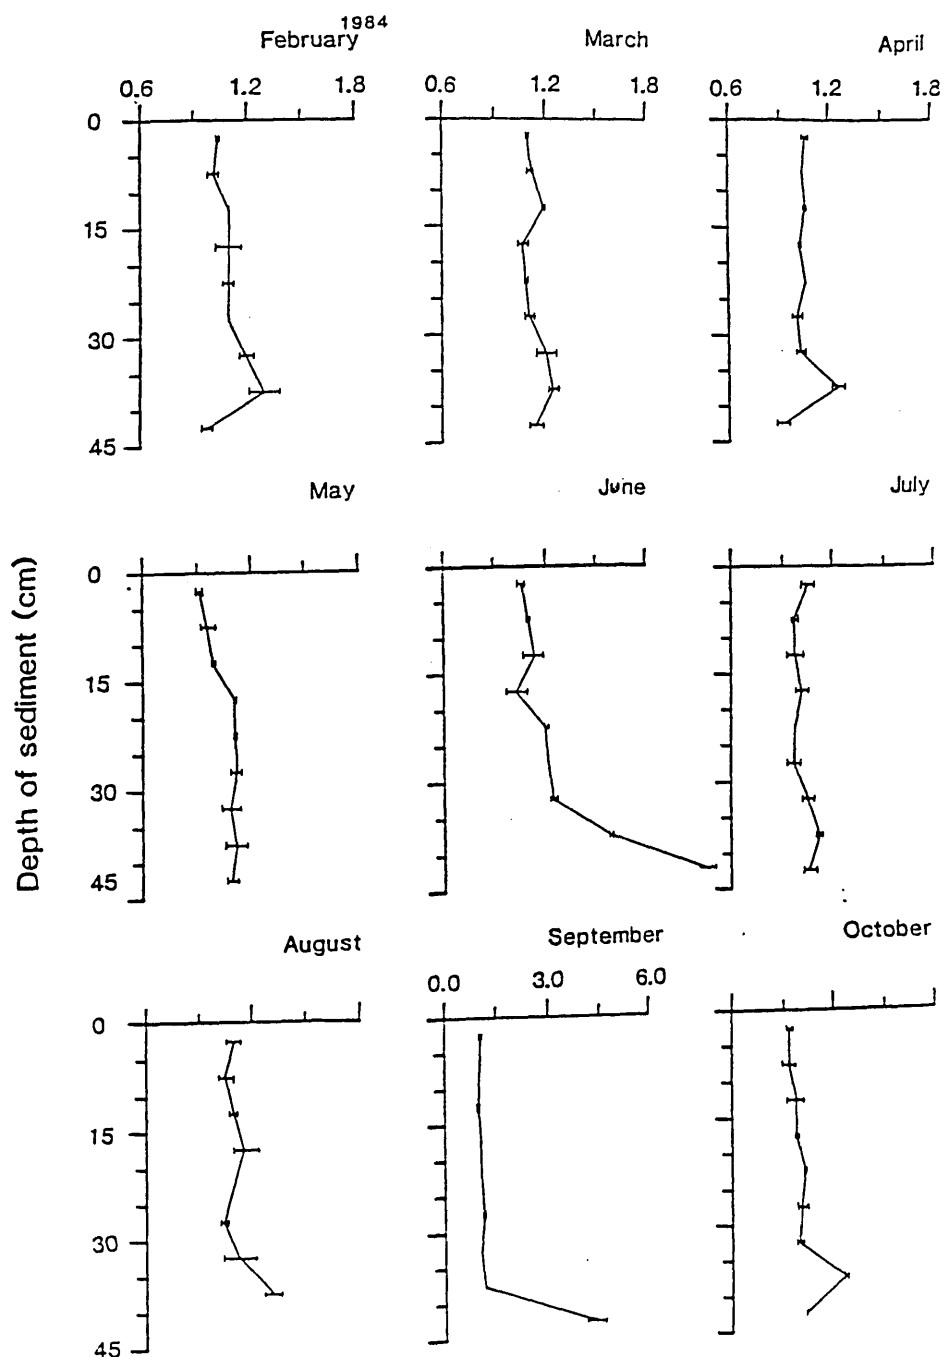 1984
February
March
April
0.6 1.2 1.8
0.6 1.2 1.8
0.6 1.2 1.8
0
15
30
45
May
June
July
0
15
30
45
Depth of sediment (cm)
August
September
October
0.0 3.0 6.0
0
15
30
45